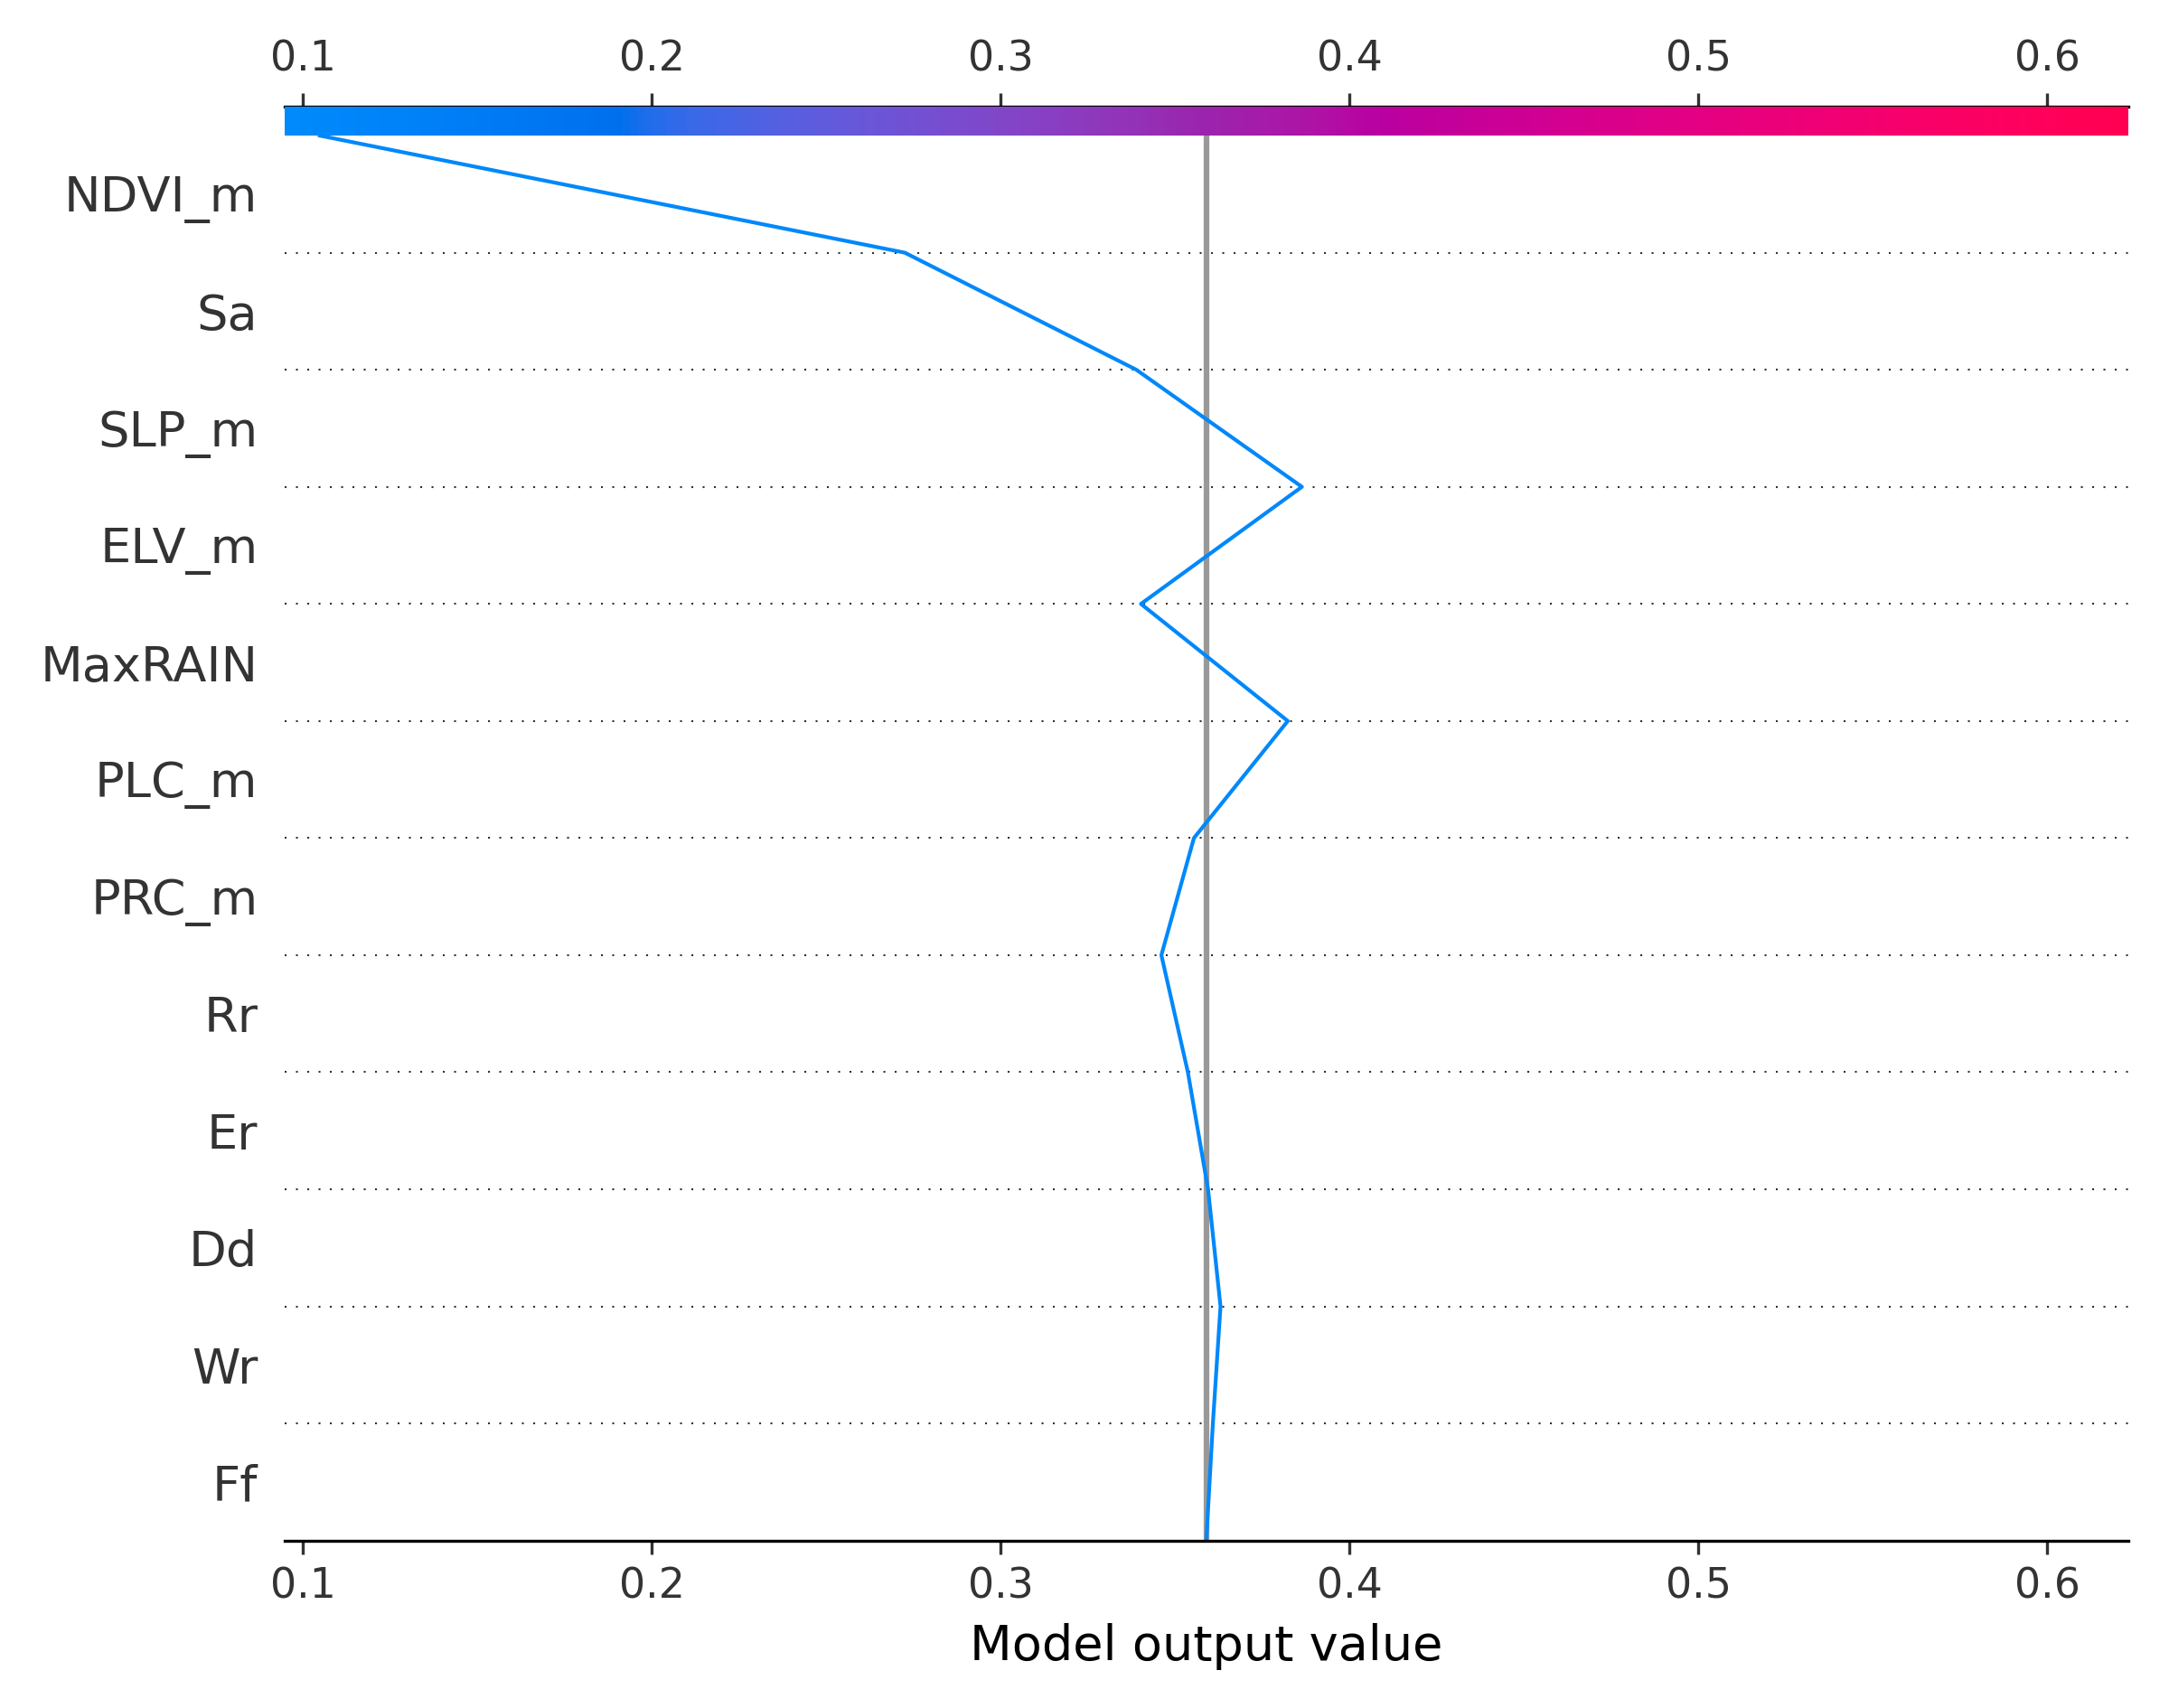 0.1 0.2 0.3 0.4 0.5 0.6
NDVI_m
Sa
SLP_m
ELV_m
MaxRAIN
PLC_m
PRC_m
Rr
Er
Dd
Wr
Ff
0.1 0.2 0.3 0.4 0.5 0.6
Model output value